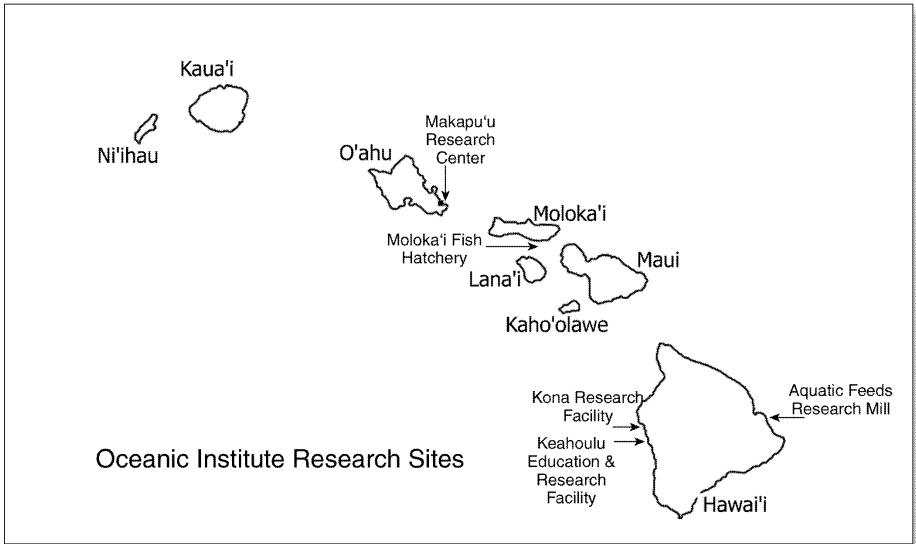 Kaua'i
Ni'ihau
O'ahu
Makapu‘u
Research
Center
Moloka'i
Moloka‘i Fish
Hatchery
Lana'i
Maui
Kaho'olawe
Kona Research
Facility
Keahoulu
Education &
Research
Facility
Aquatic Feeds
Research Mill
Hawai'i
Oceanic Institute Research Sites